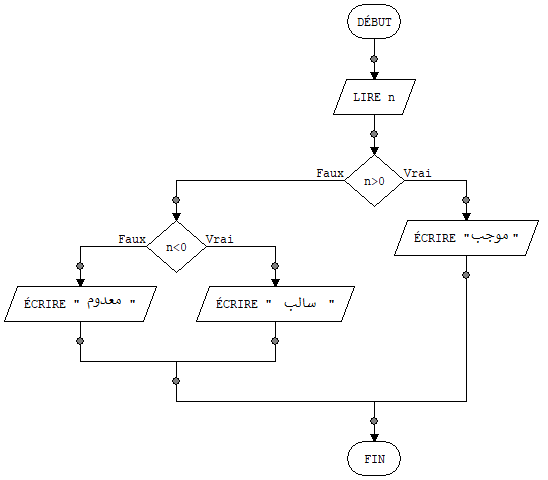 DÉBUT
LIRE n
Faux
Vrai
n>0
ÉCRIRE "موجب"
Faux
Vrai
n<0
ÉCRIRE " معدوم "
ÉCRIRE " سالب "
FIN